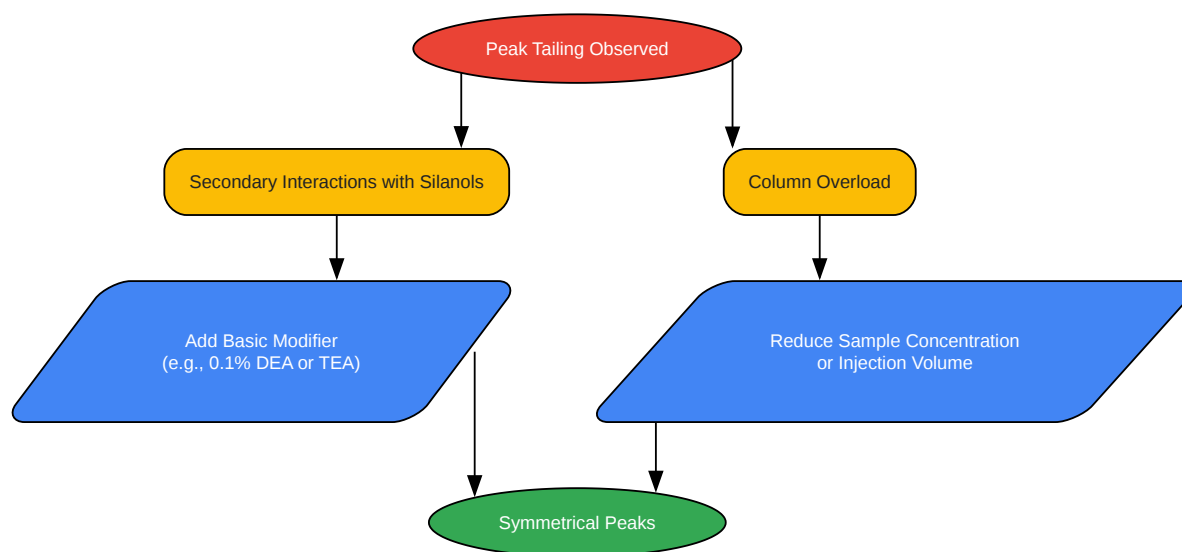 Peak Tailing Observed
Secondary Interactions with Silanols
Column Overload
Add Basic Modifier
(e.g., 0.1% DEA or TEA)
Reduce Sample Concentration
or Injection Volume
Symmetrical Peaks